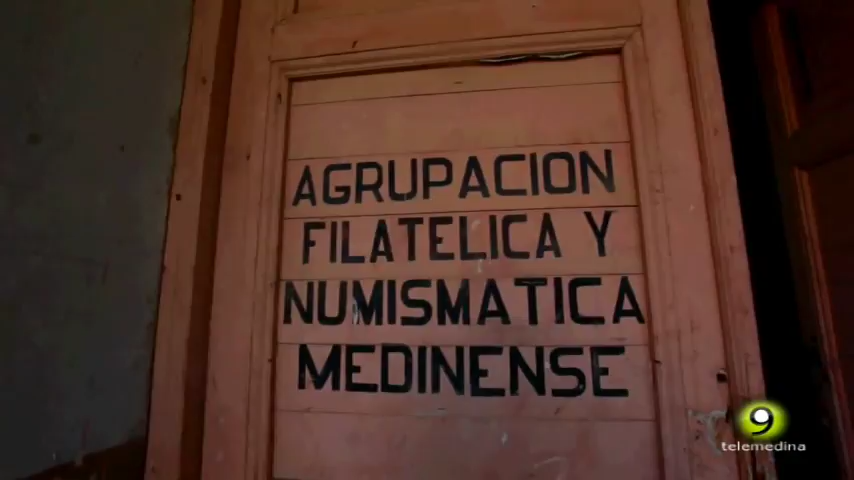 AGRUPACION
FILATELICA Y
NUMISMATICA
MEDINENSE
9
telemedina